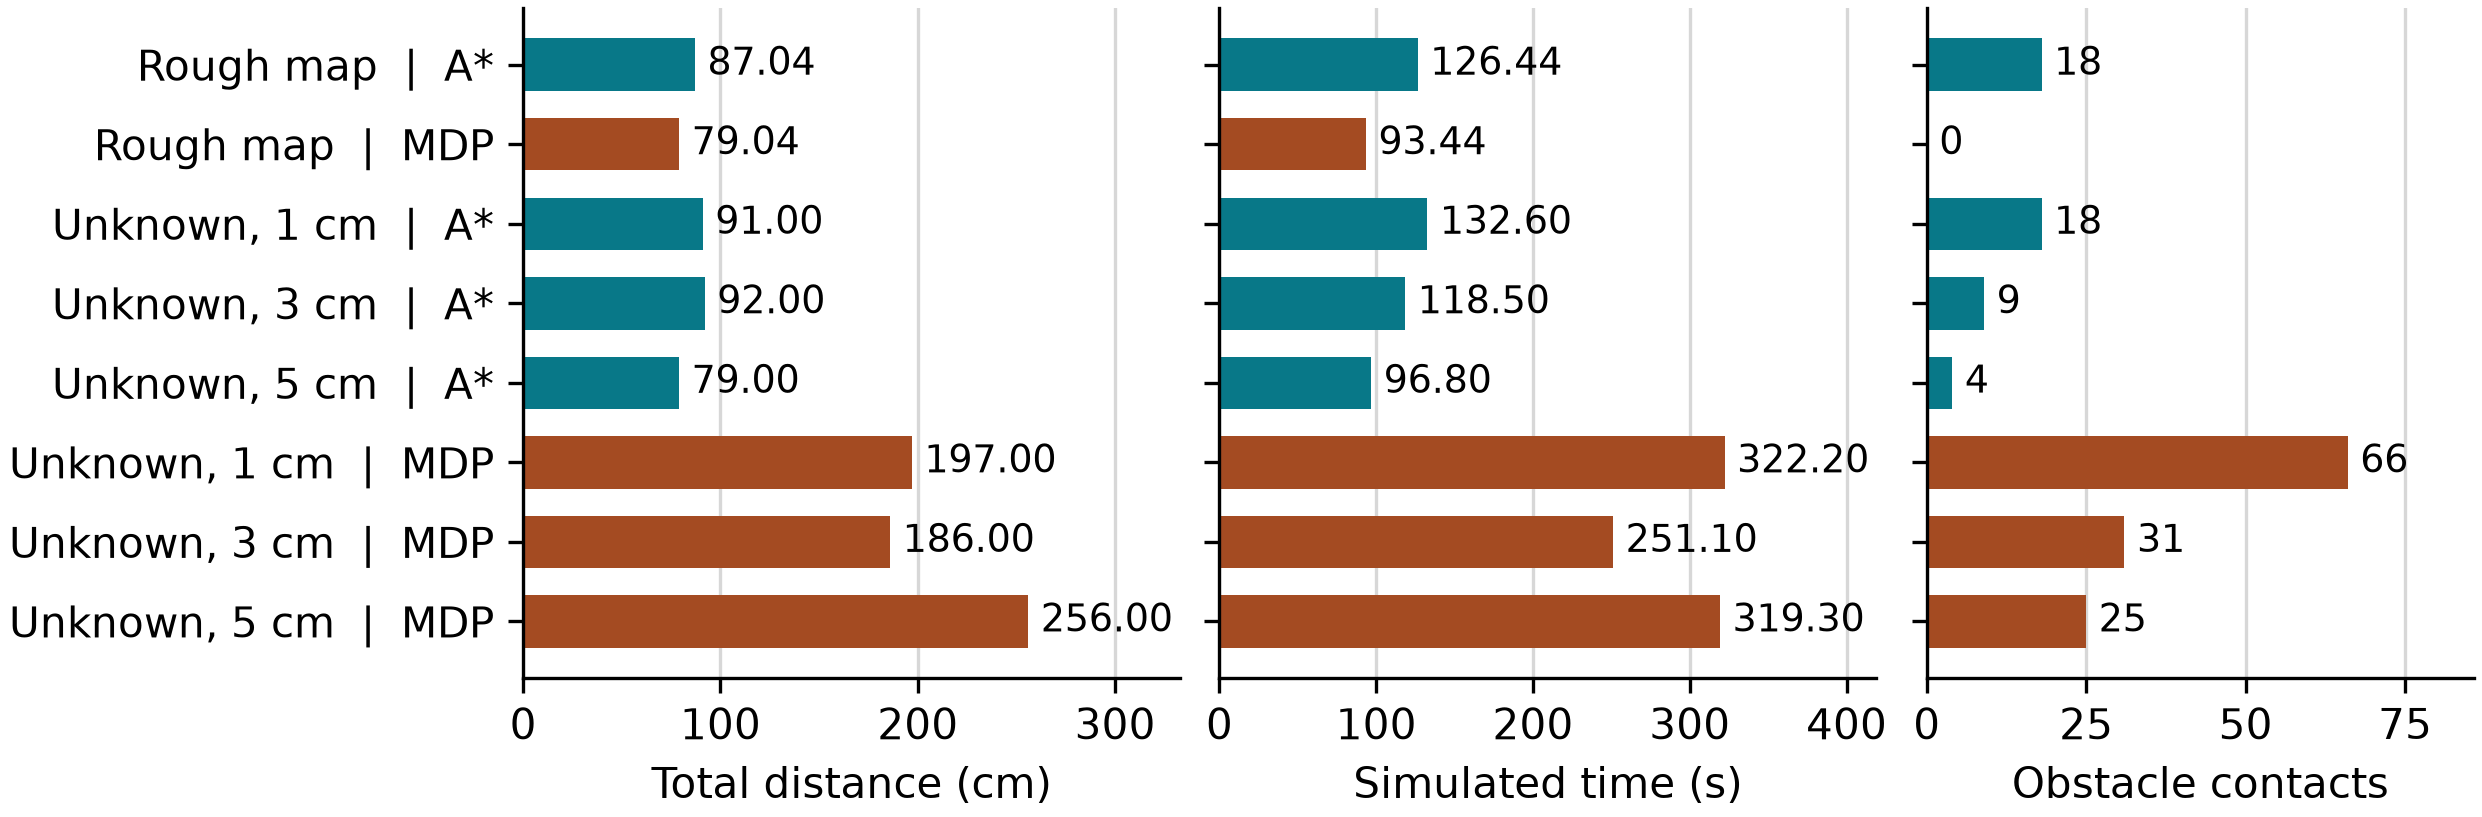 Rough map | A* 87.04 126.44 18
Rough map | MDP 79.04 93.44 0
Unknown, 1 cm | A* 91.00 132.60 18
Unknown, 3 cm | A* 92.00 118.50 9
Unknown, 5 cm | A* 79.00 96.80 4
Unknown, 1 cm | MDP 197.00 322.20 66
Unknown, 3 cm | MDP 186.00 251.10 31
Unknown, 5 cm | MDP 256.00 319.30 25
0 100 200 300 0 100 200 300 400 0 25 50 75
Total distance (cm) Simulated time (s) Obstacle contacts